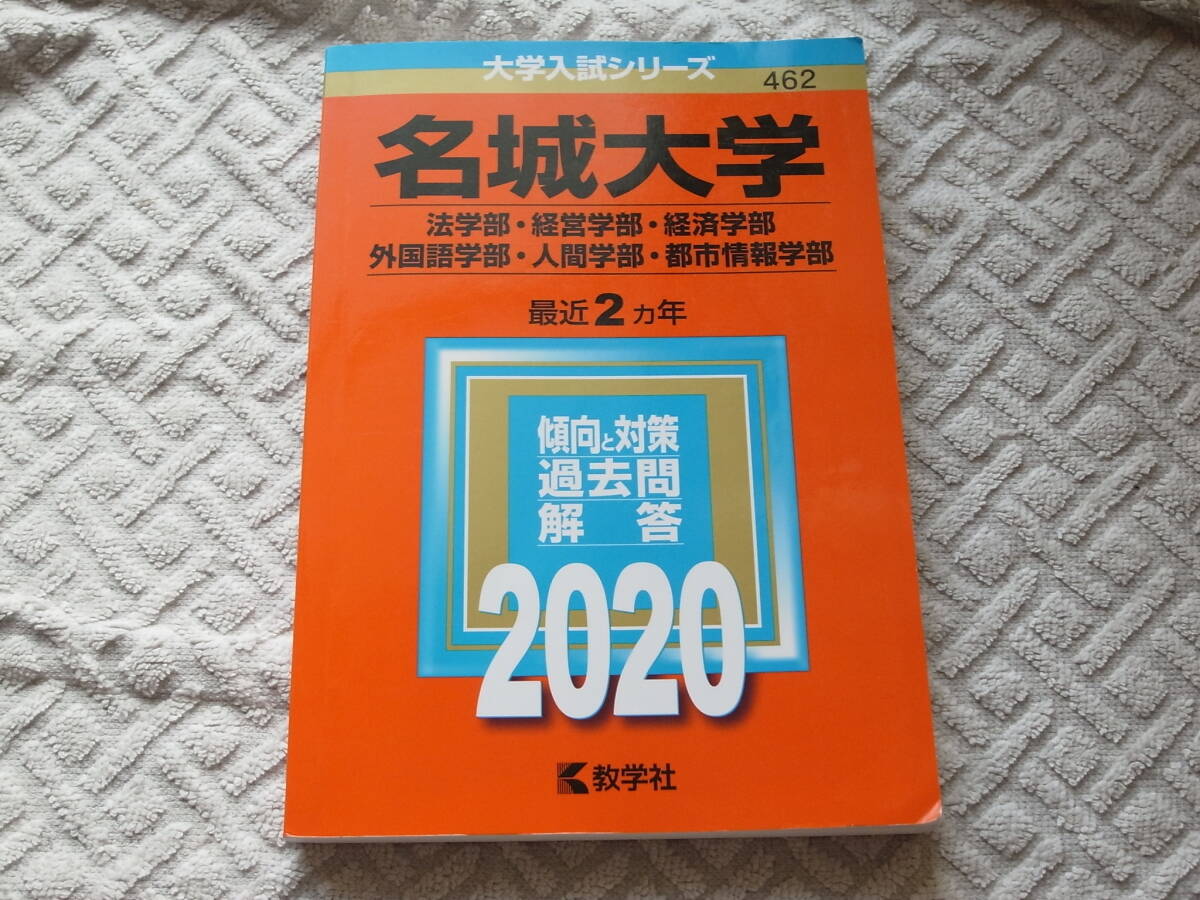 大学入試シリーズ
462
名城大学
法学部・経営学部・経済学部
外国語学部・人間学部・都市情報学部
最近2カ年
傾向と対策
過去問
解答
2020
教学社